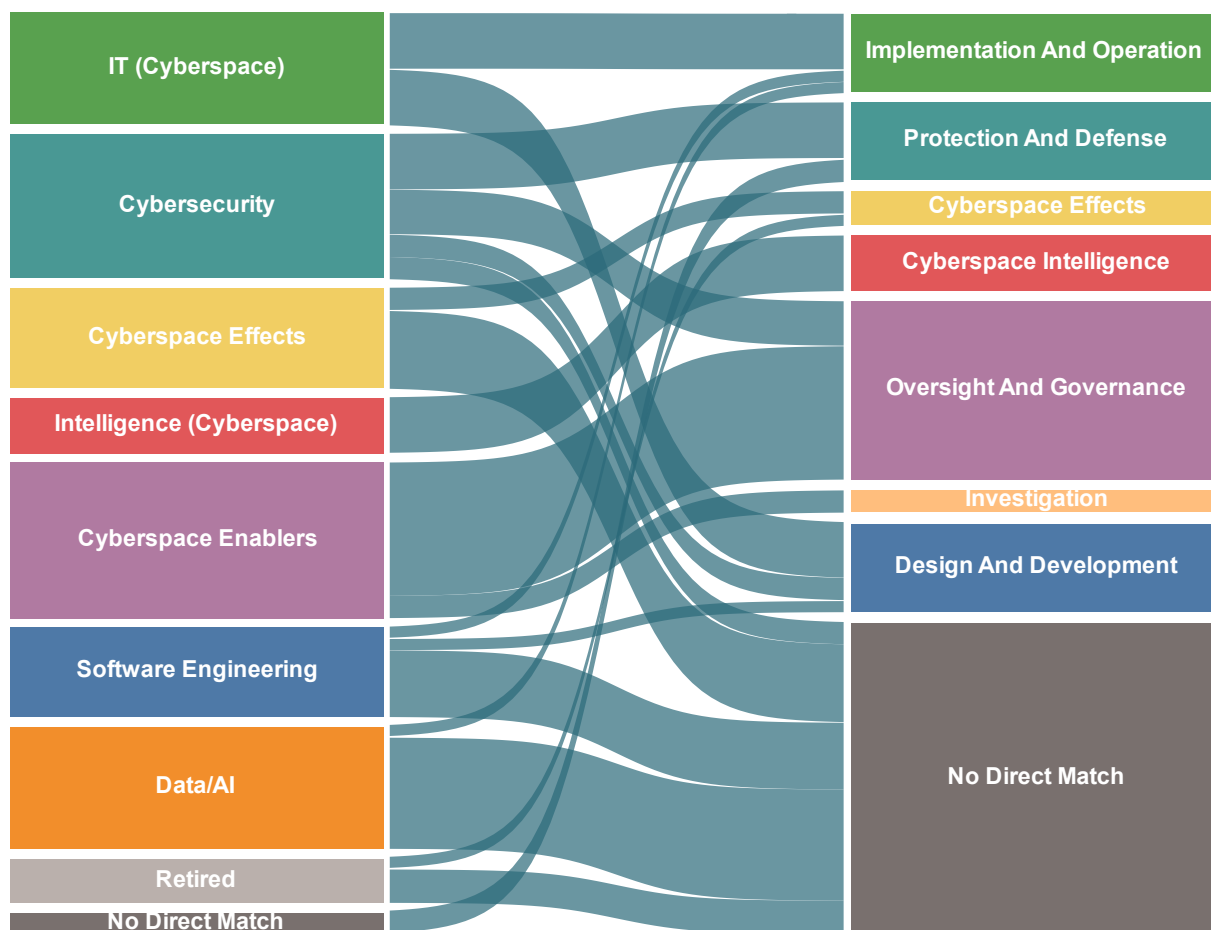 IT (Cyberspace)
Cybersecurity
Cyberspace Effects
Intelligence (Cyberspace)
Cyberspace Enablers
Software Engineering
Data/AI
Retired
No Direct Match
Implementation And Operation
Protection And Defense
Cyberspace Effects
Cyberspace Intelligence
Oversight And Governance
Investigation
Design And Development
No Direct Match